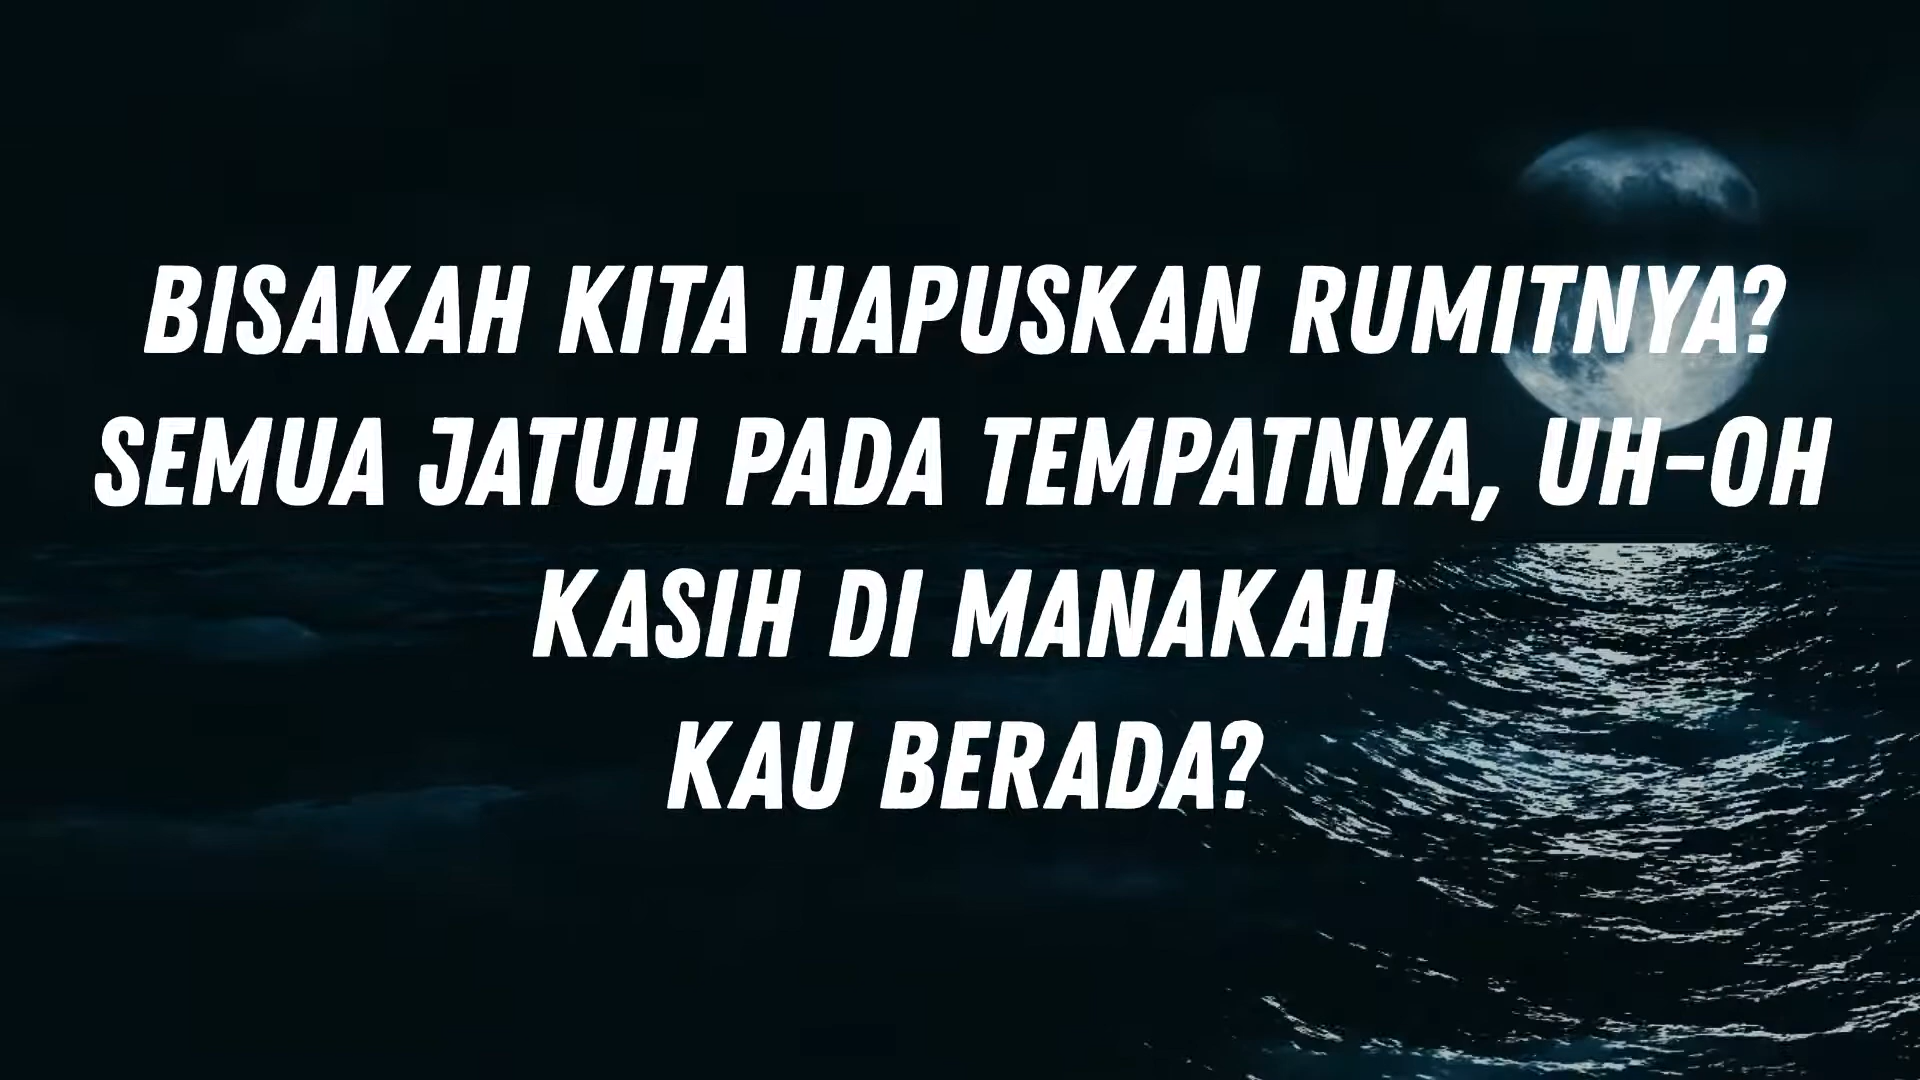 BISAKAH KITA HAPUSKAN RUMITNYA?
SEMUA JATUH PADA TEMPATNYA, UH-OH
KASIH DI MANAKAH
KAU BERADA?